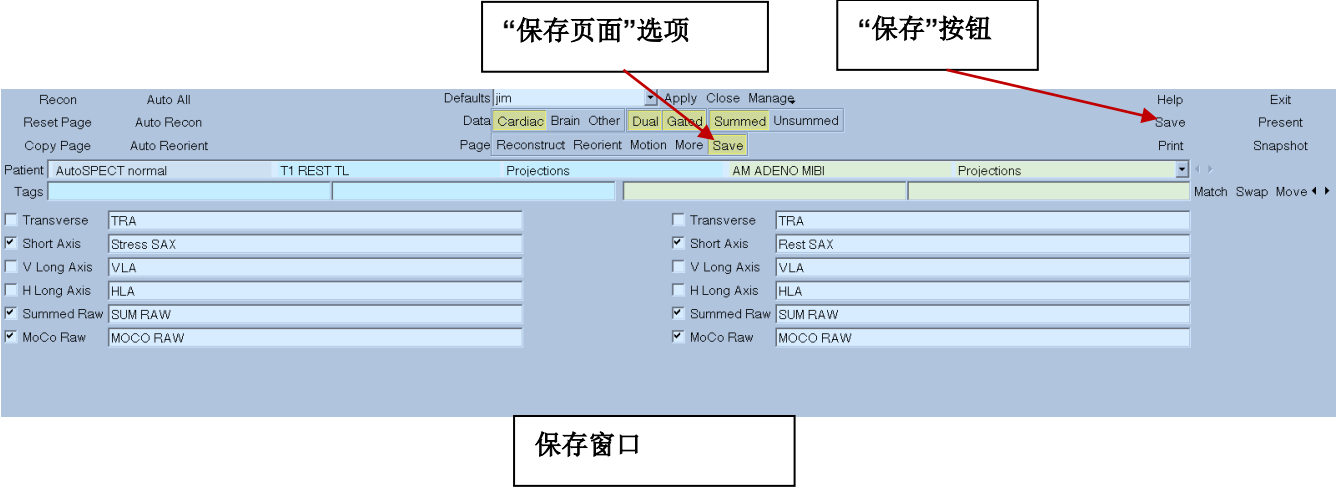 “保存页面”选项
“保存”按钮
Recon Auto All Defaults jim Apply Close Manage Help Exit
Reset Page Auto Recon Data Cardiac Brain Other Dual Gated Summed Unsummed Save Present
Copy Page Auto Reorient Page Reconstruct Reorient Motion More Save Print Snapshot
Patient AutoSPECT normal T1 REST TL Projections AM ADENO MIBI Projections
Tags Match Swap Move
Transverse TRA Transverse TRA
Short Axis Stress SAX Short Axis Rest SAX
V Long Axis VLA V Long Axis VLA
H Long Axis HLA H Long Axis HLA
Summed Raw SUM RAW Summed Raw SUM RAW
MoCo Raw MOCO RAW MoCo Raw MOCO RAW
保存窗口